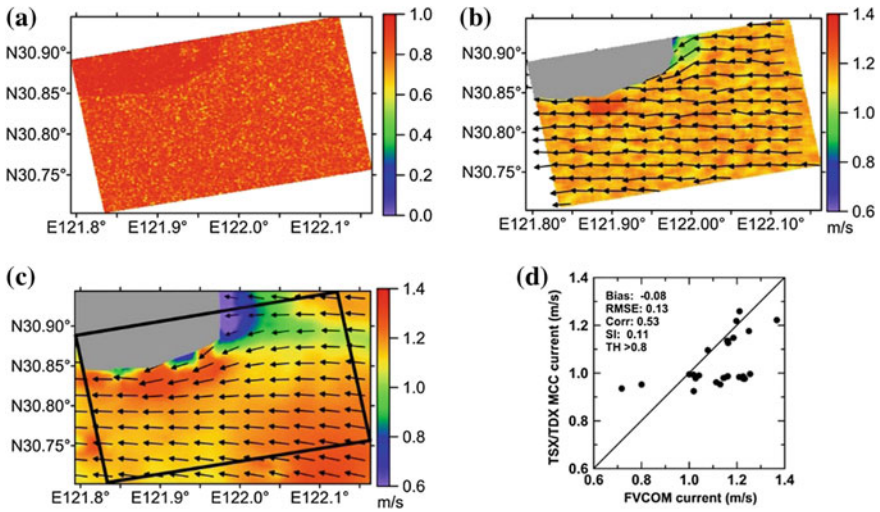 (a)
N30.90°
N30.85°
N30.80°
N30.75°
E121.8° E121.9° E122.0° E122.1°
1.0
0.8
0.6
0.4
0.2
0.0
(b)
N30.90°
N30.85°
N30.80°
N30.75°
E121.80° E121.90° E122.00° E122.10°
1.4
1.2
1.0
0.8
0.6
m/s
(c)
N30.90°
N30.85°
N30.80°
N30.75°
E121.8° E121.9° E122.0° E122.1°
1.4
1.2
1.0
0.8
0.6
m/s
(d)
TSX/TDX MCC current (m/s)
1.4
1.2
1.0
0.8
0.6
Bias: -0.08
RMSE: 0.13
Corr: 0.53
SI: 0.11
TH >0.8
0.6 0.8 1.0 1.2 1.4
FVCOM current (m/s)